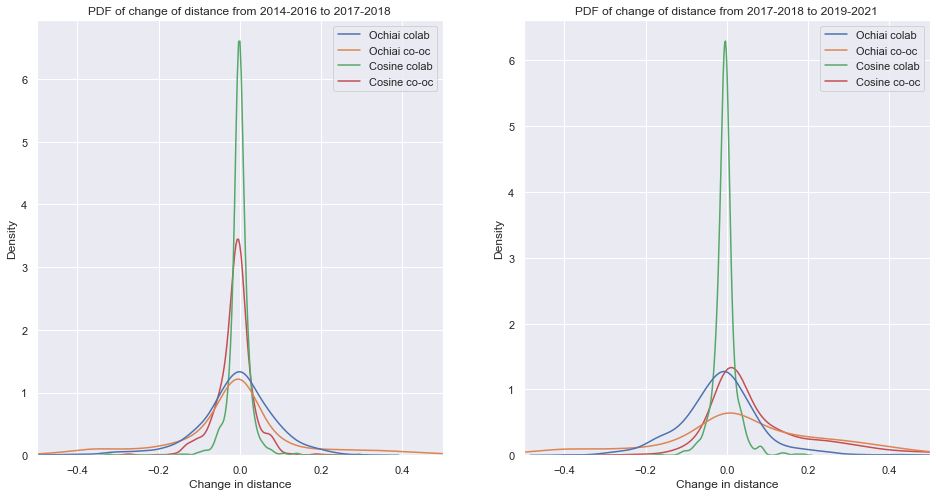 PDF of change of distance from 2014-2016 to 2017-2018
Ochiai colab
Ochiai co-oc
Cosine colab
Cosine co-oc
6
5
4
3
2
1
0
Density
−0.4
−0.2
0.0
0.2
0.4
Change in distance
PDF of change of distance from 2017-2018 to 2019-2021
Ochiai colab
Ochiai co-oc
Cosine colab
Cosine co-oc
6
5
4
3
2
1
0
Density
−0.4
−0.2
0.0
0.2
0.4
Change in distance